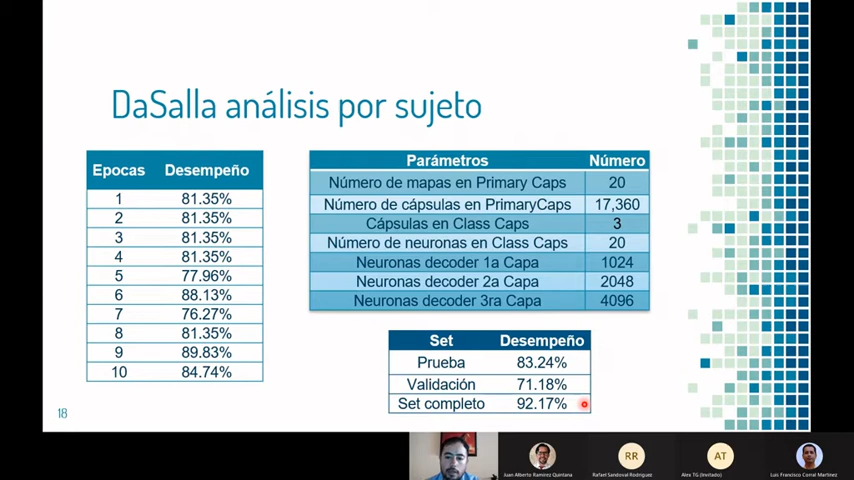 DaSalla análisis por sujeto
Epocas Desempeño
1 81.35%
2 81.35%
3 81.35%
4 81.35%
5 77.96%
6 88.13%
7 76.27%
8 81.35%
9 89.83%
10 84.74%
Parámetros Número
Número de mapas en Primary Caps 20
Número de cápsulas en PrimaryCaps 17,360
Cápsulas en Class Caps 3
Número de neuronas en Class Caps 20
Neuronas decoder 1a Capa 1024
Neuronas decoder 2a Capa 2048
Neuronas decoder 3ra Capa 4096
Set Desempeño
Prueba 83.24%
Validación 71.18%
Set completo 92.17%
18
RR
AT
Juan Alberto Ramirez Quintana
Rafael Sandoval Rodriguez
Alex TG (Invitado)
Luis Francisco Corral Martinez